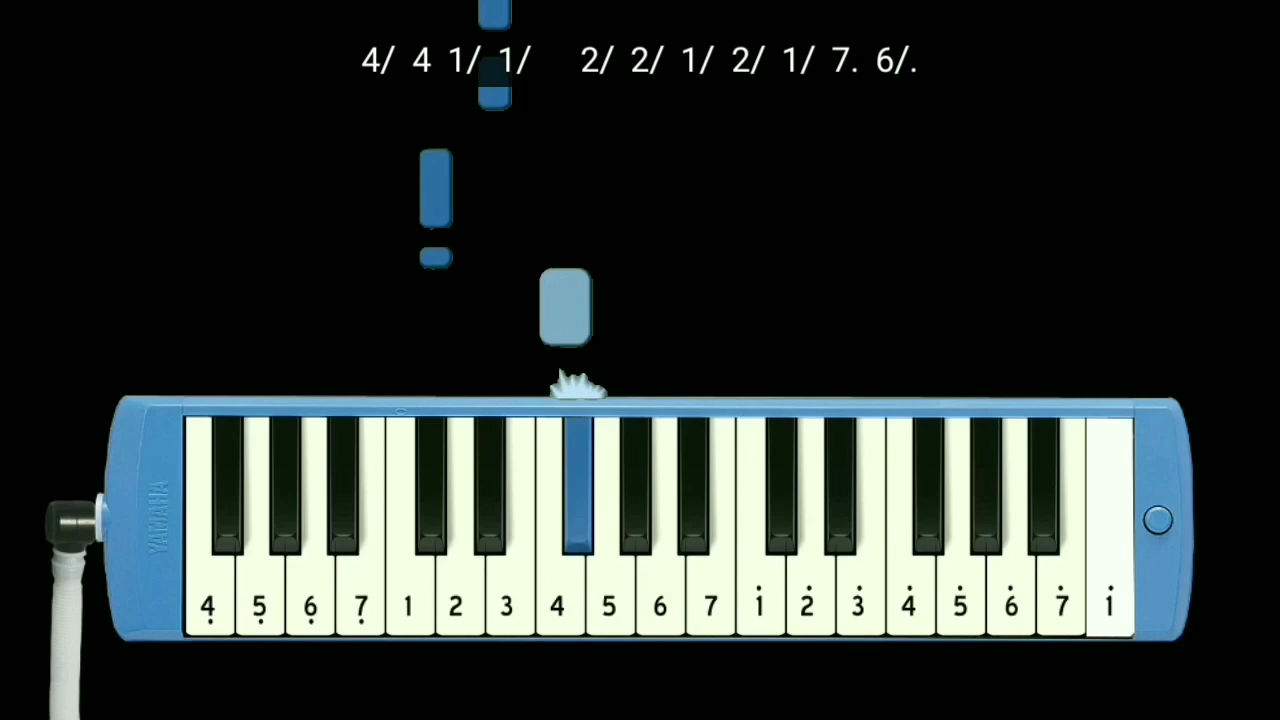 4/ 4 1/ 1/ 2/ 2/ 1/ 2/ 1/ 7. 6/.
YAMAHA
4̣ 5̣ 6̣ 7̣ 1 2 3 4 5 6 7 1̇ 2̇ 3̇ 4̇ 5̇ 6̇ 7̇ 1̇